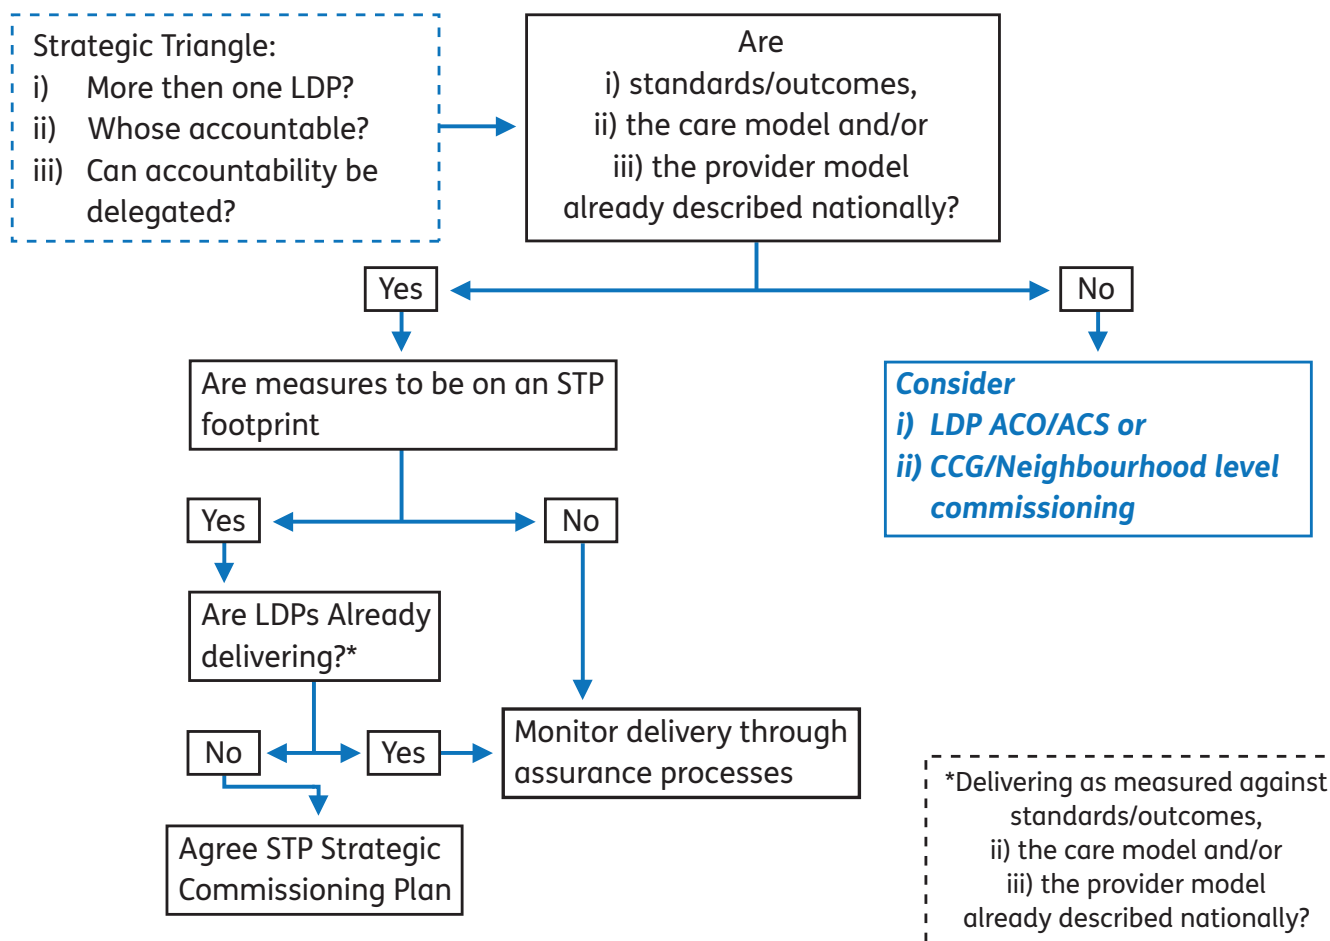 Strategic Triangle:
i) More then one LDP?
ii) Whose accountable?
iii) Can accountability be
delegated?
Are
i) standards/outcomes,
ii) the care model and/or
iii) the provider model
already described nationally?
Yes
No
Are measures to be on an STP
footprint
Consider
i) LDP ACO/ACS or
ii) CCG/Neighbourhood level
commissioning
Yes
No
Are LDPs Already
delivering?*
No
Yes
Monitor delivery through
assurance processes
Agree STP Strategic
Commissioning Plan
*Delivering as measured against
standards/outcomes,
ii) the care model and/or
iii) the provider model
already described nationally?